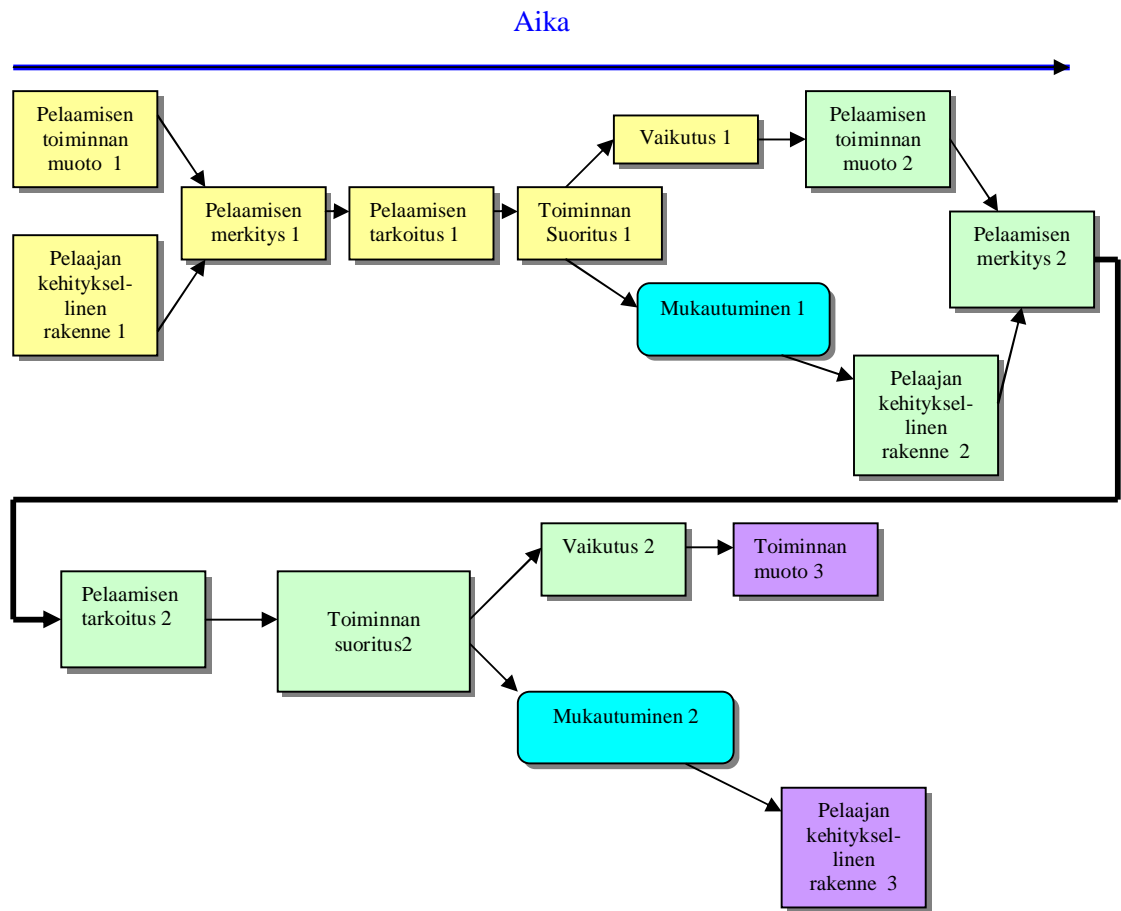 Aika
Pelaamisen
toiminnan
muoto  1
Pelaajan
kehityksel-
linen
rakenne 1
Pelaamisen
merkitys 1
Pelaamisen
tarkoitus 1
Toiminnan
Suoritus 1
Vaikutus 1
Mukautuminen 1
Pelaamisen
toiminnan
muoto 2
Pelaajan
kehityksel-
linen
rakenne  2
Pelaamisen
merkitys 2
Pelaamisen
tarkoitus 2
Toiminnan
suoritus2
Vaikutus 2
Mukautuminen 2
Toiminnan
muoto 3
Pelaajan
kehityksel-
linen
rakenne  3